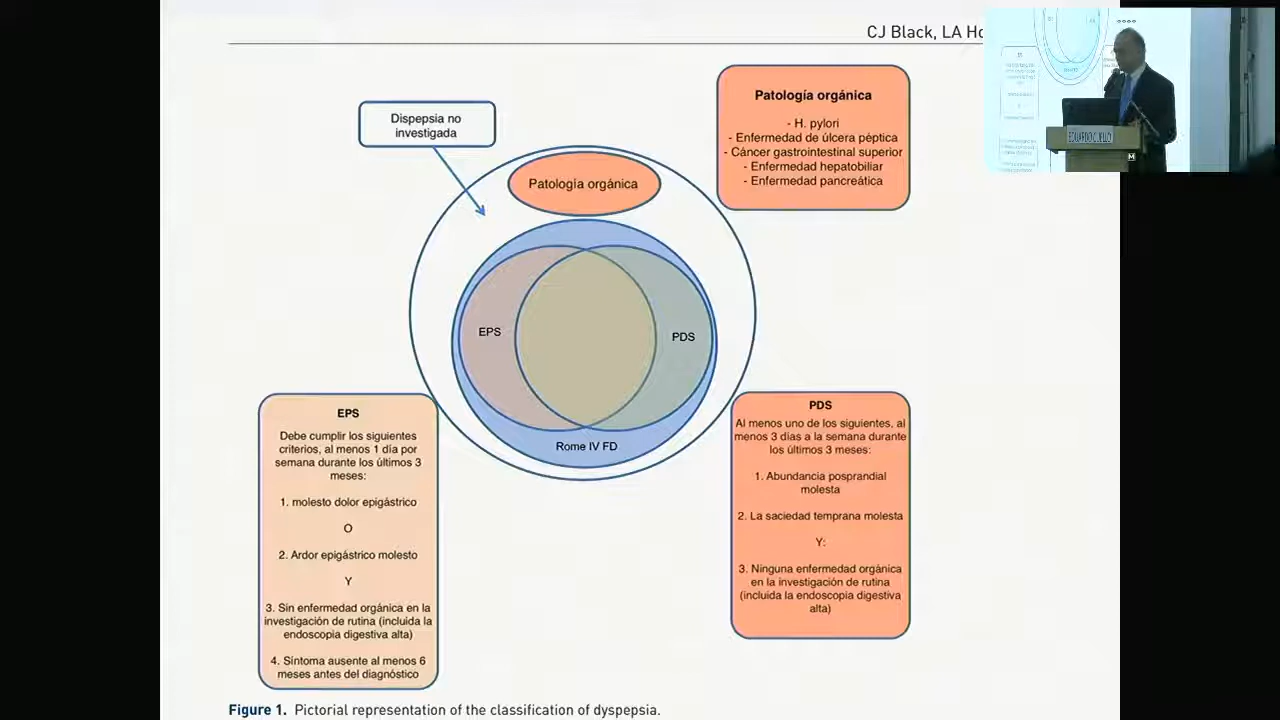 CJ Black, LA
Dispepsia no
investigada
Patología orgánica
Patología orgánica
- H. pylori
- Enfermedad de úlcera péptica
- Cáncer gastrointestinal superior
- Enfermedad hepatobiliar
- Enfermedad pancreática
EPS
PDS
Rome IV FD
EPS
Debe cumplir los siguientes
criterios, al menos 1 día por
semana durante los últimos 3
meses:
1. molesto dolor epigástrico
O
2. Ardor epigástrico molesto
Y
3. Sin enfermedad orgánica en la
investigación de rutina (incluida la
endoscopia digestiva alta)
4. Síntoma ausente al menos 6
meses antes del diagnóstico
PDS
Al menos uno de los siguientes, al
menos 3 días a la semana durante
los últimos 3 meses:
1. Abundancia posprandial
molesta
2. La saciedad temprana molesta
Y:
3. Ninguna enfermedad orgánica
en la investigación de rutina
(incluida la endoscopia digestiva
alta)
Figure 1. Pictorial representation of the classification of dyspepsia.